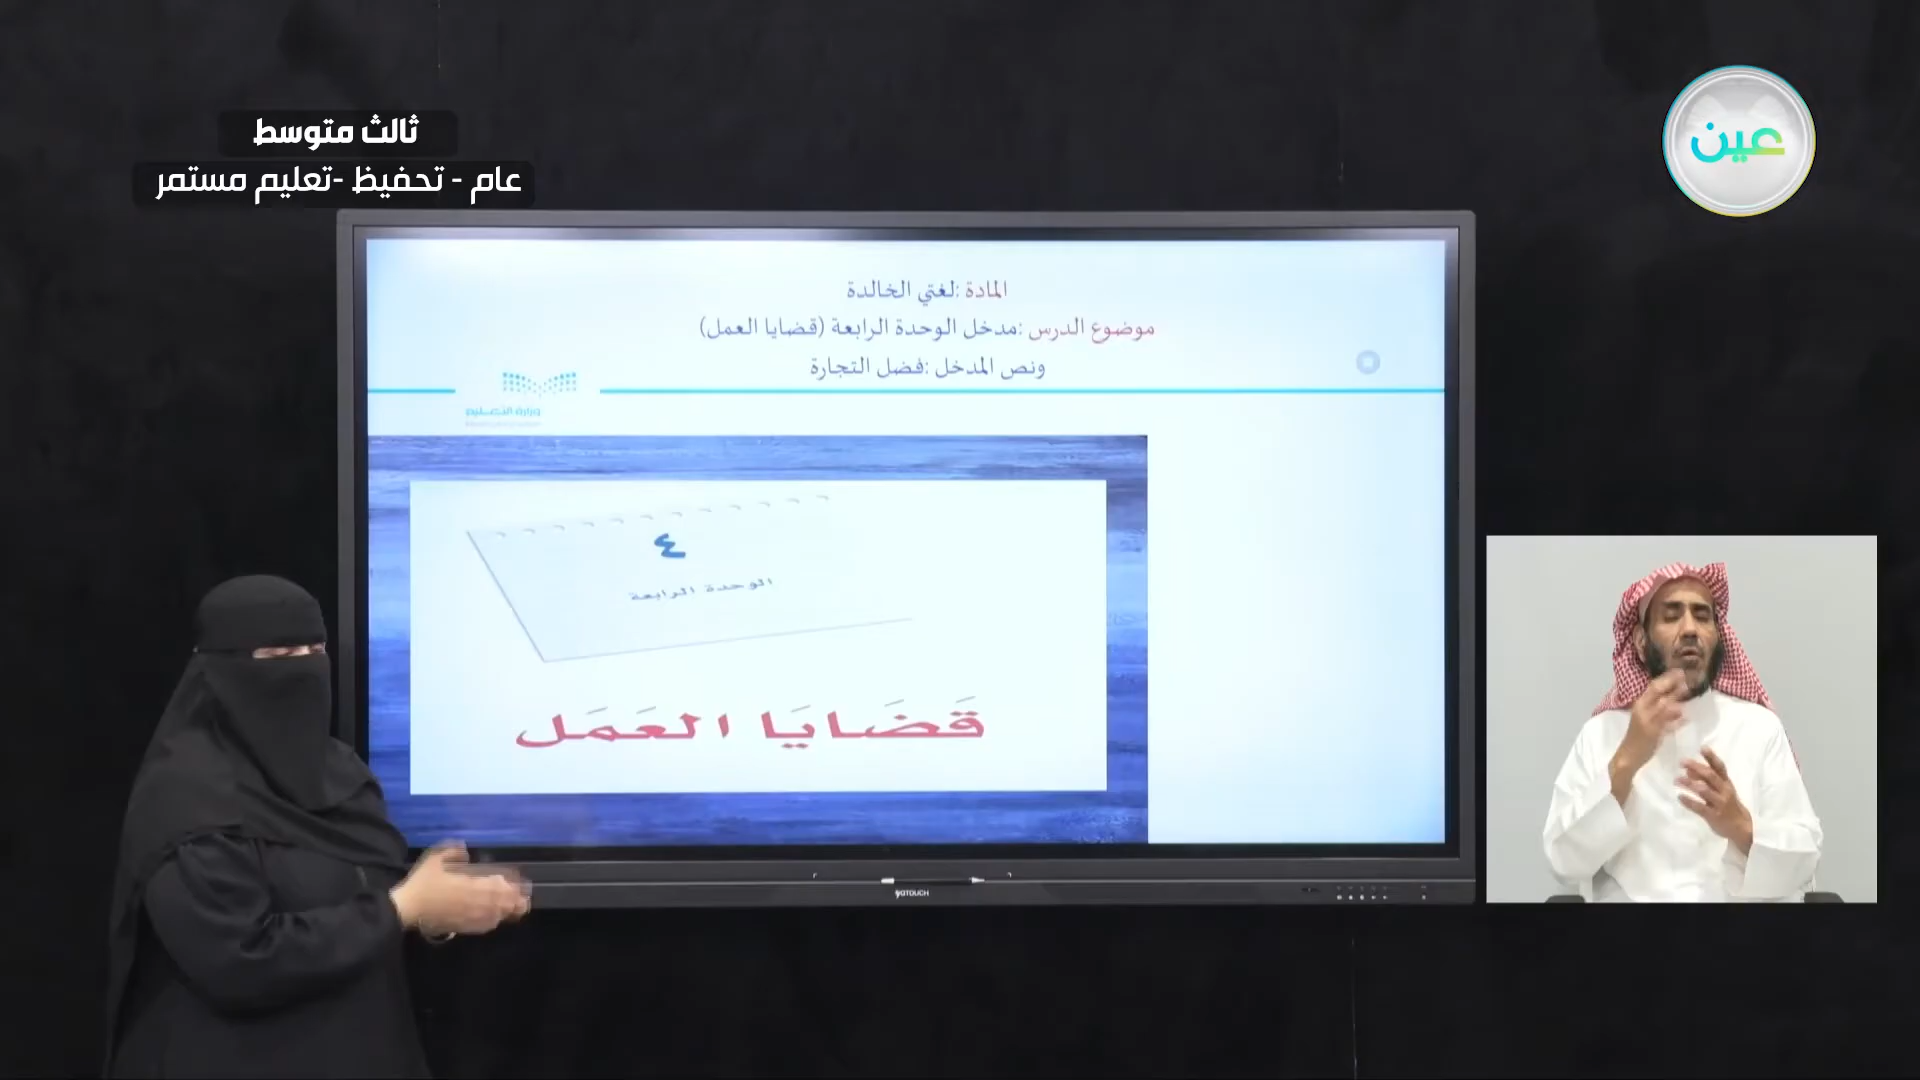 ثالث متوسط
عام - تحفيظ -تعليم مستمر
عين
المادة :لغتي الخالدة
موضوع الدرس :مدخل الوحدة الرابعة (قضايا العمل)
ونص المدخل :فضل التجارة
وزارة التعليم
٤
الوحدة الرابعة
قَضَايَا العَمَل